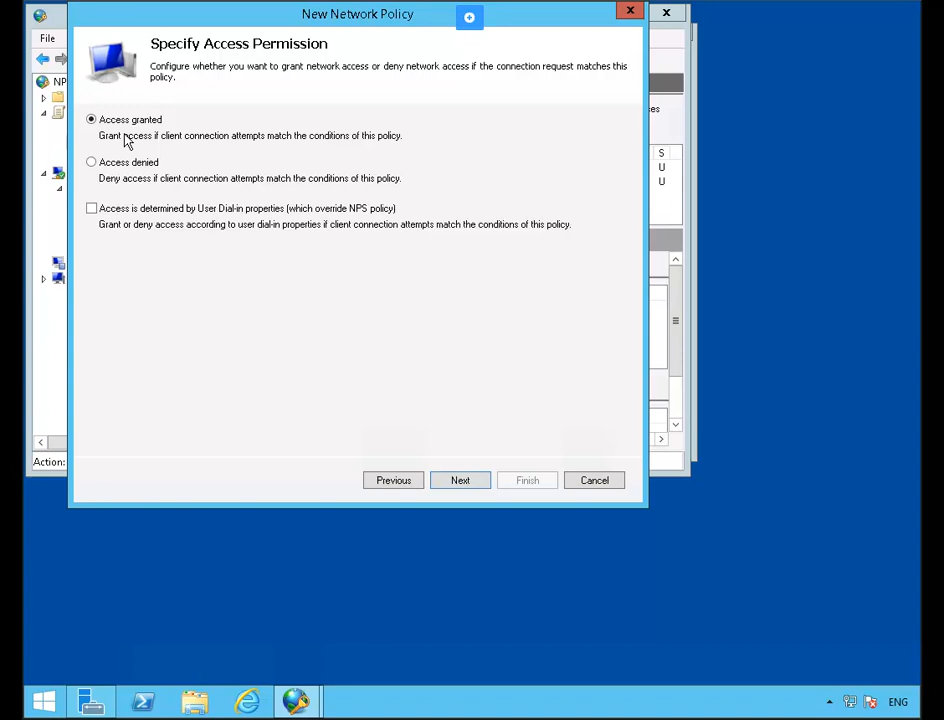 New Network Policy
File
Specify Access Permission
Configure whether you want to grant network access or deny network access if the connection request matches this
policy.
NP
es
Access granted
Grant access if client connection attempts match the conditions of this policy.
S
Access denied
U
Deny access if client connection attempts match the conditions of this policy.
U
Access is determined by User Dial-in properties (which override NPS policy)
Grant or deny access according to user dial-in properties if client connection attempts match the conditions of this policy.
Action:
Previous
Next
Finish
Cancel
ENG